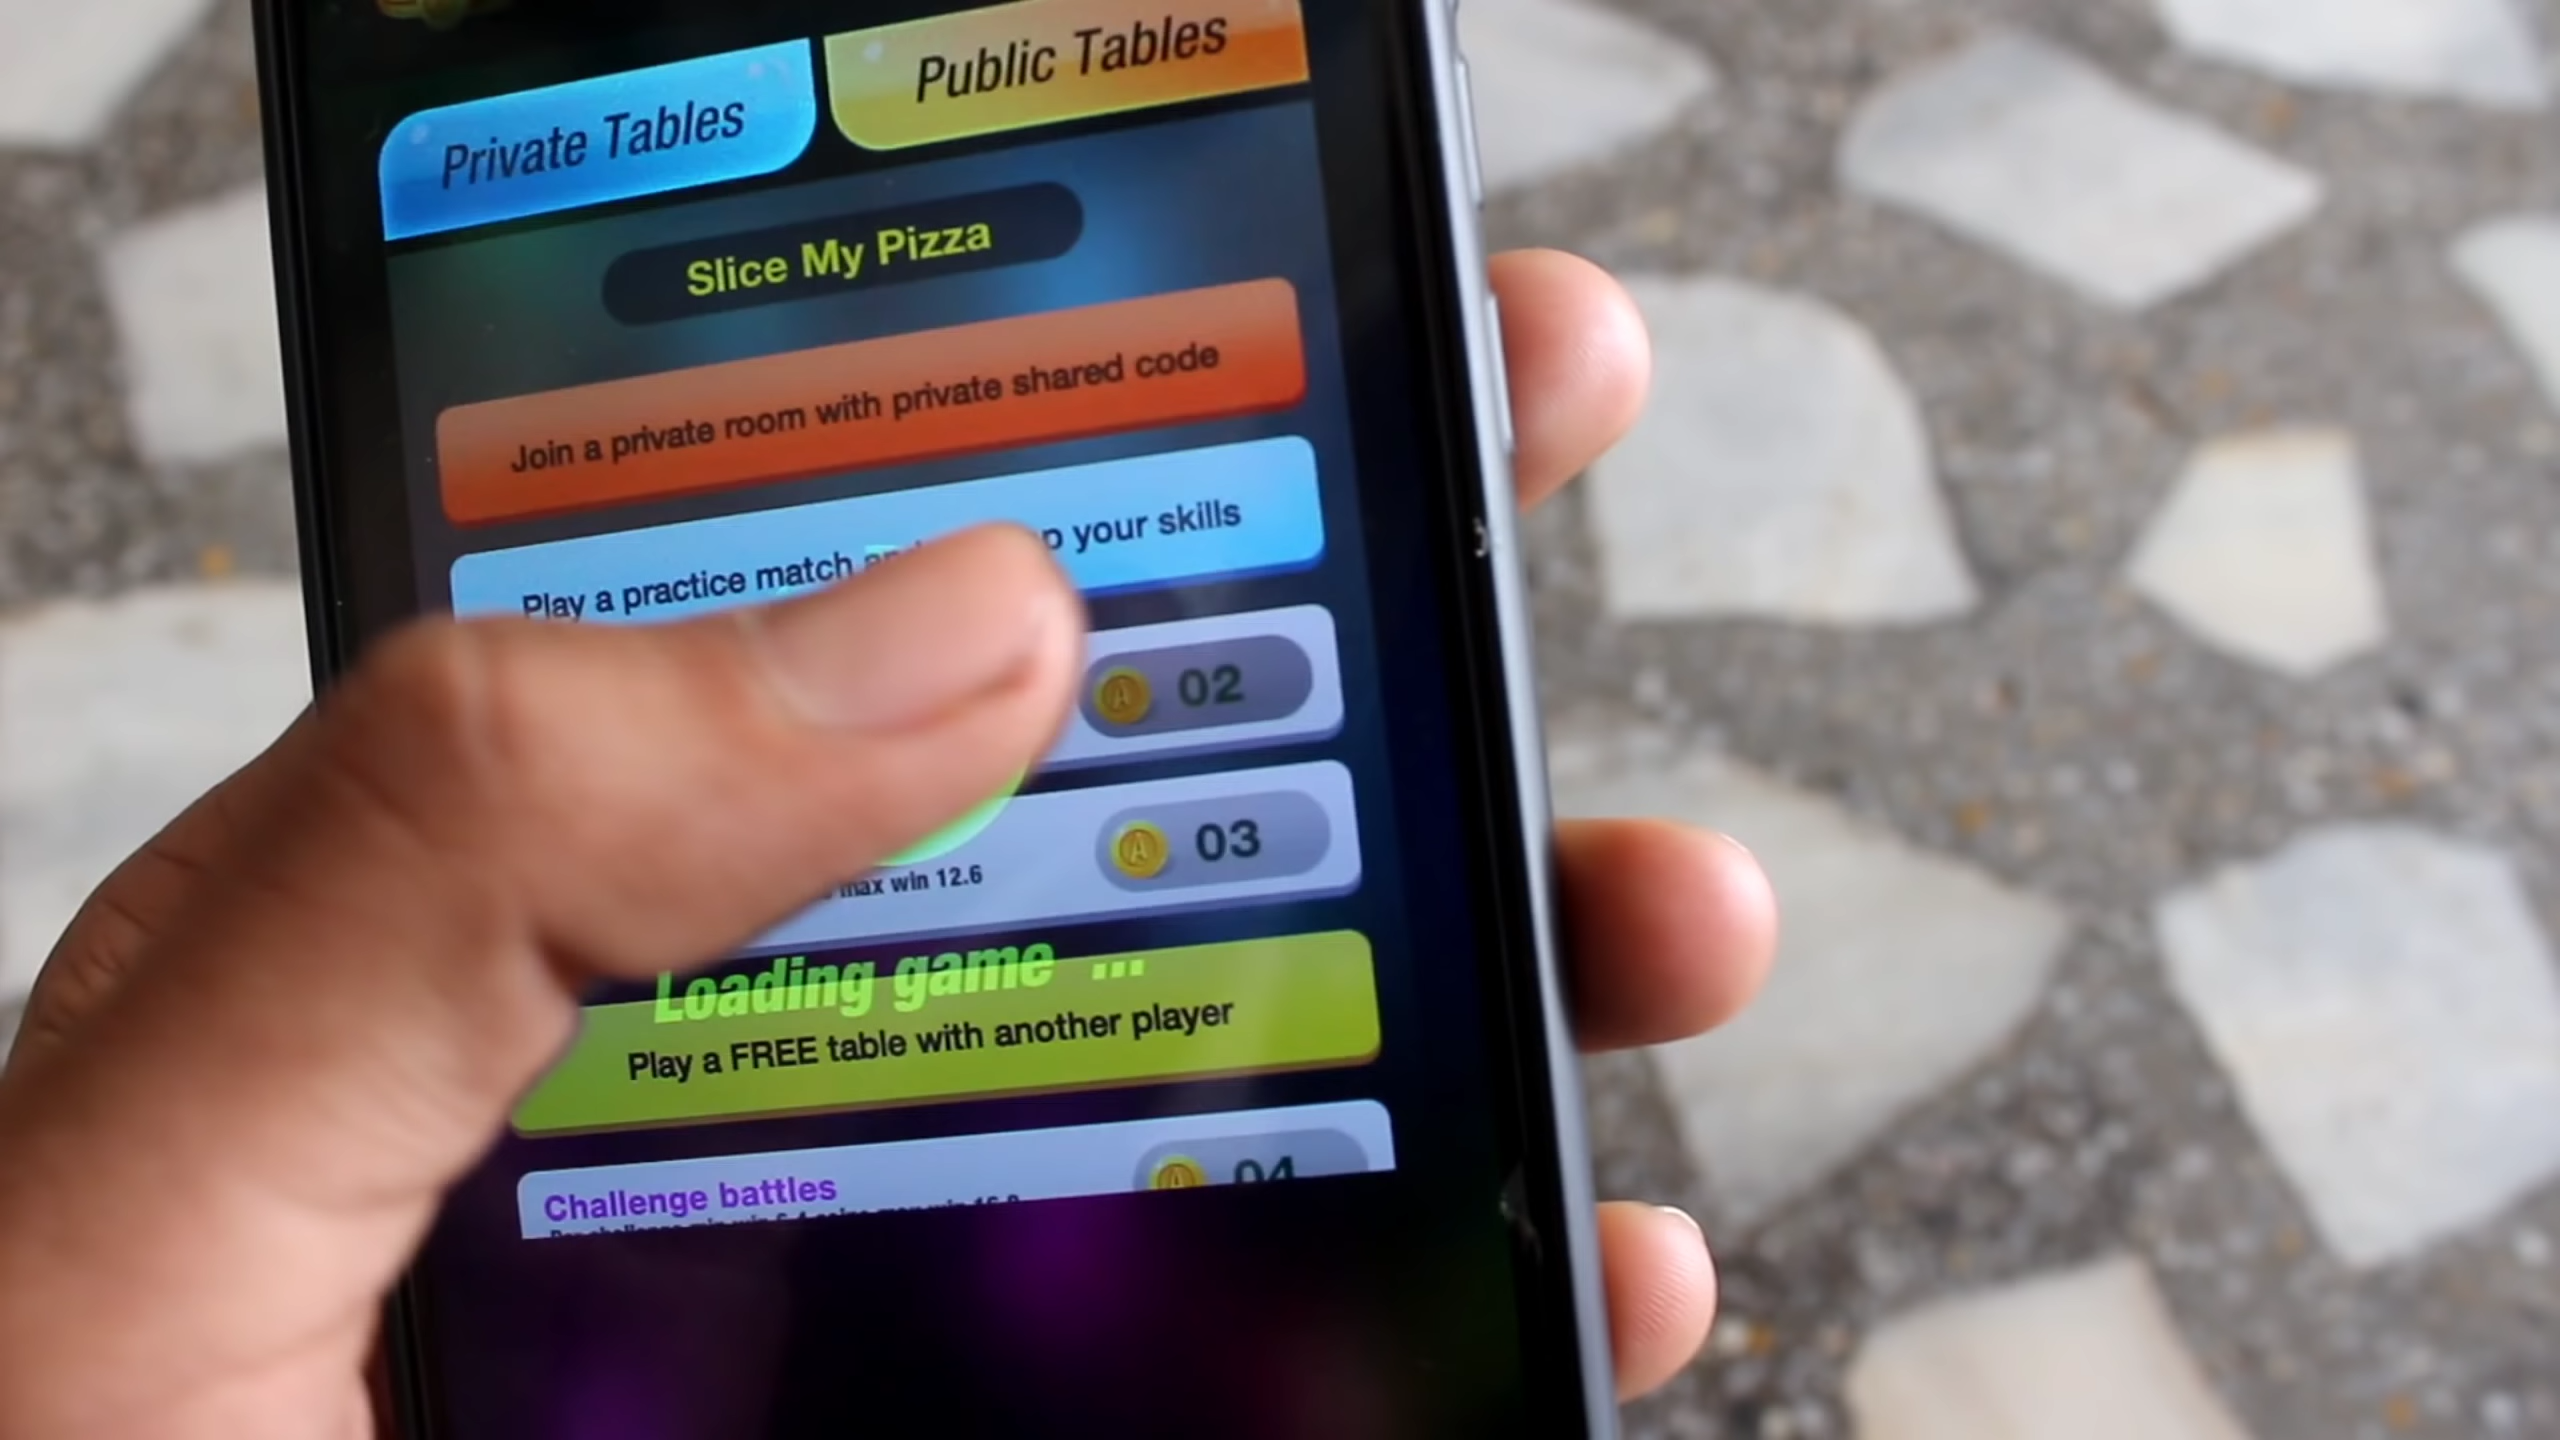 Private Tables
Public Tables
Slice My Pizza
Join a private room with private shared code
Play a practice match your skills
02
03
max win 12.6
Loading game ...
Play a FREE table with another player
04
Challenge battles